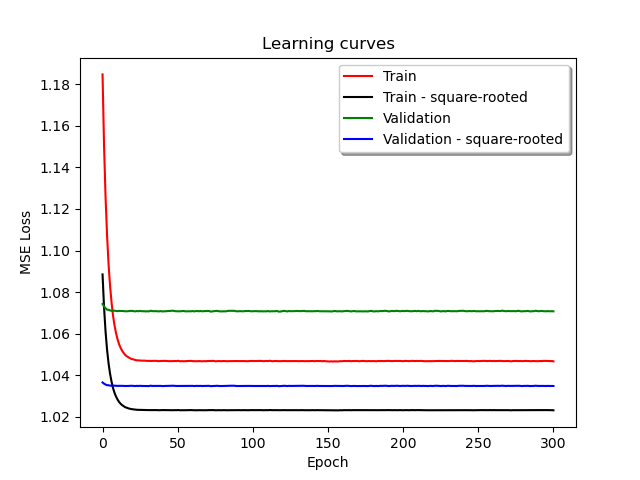 Learning curves
Train
Train - square-rooted
Validation
Validation - square-rooted
MSE Loss
1.18
1.16
1.14
1.12
1.10
1.08
1.06
1.04
1.02
0 50 100 150 200 250 300
Epoch